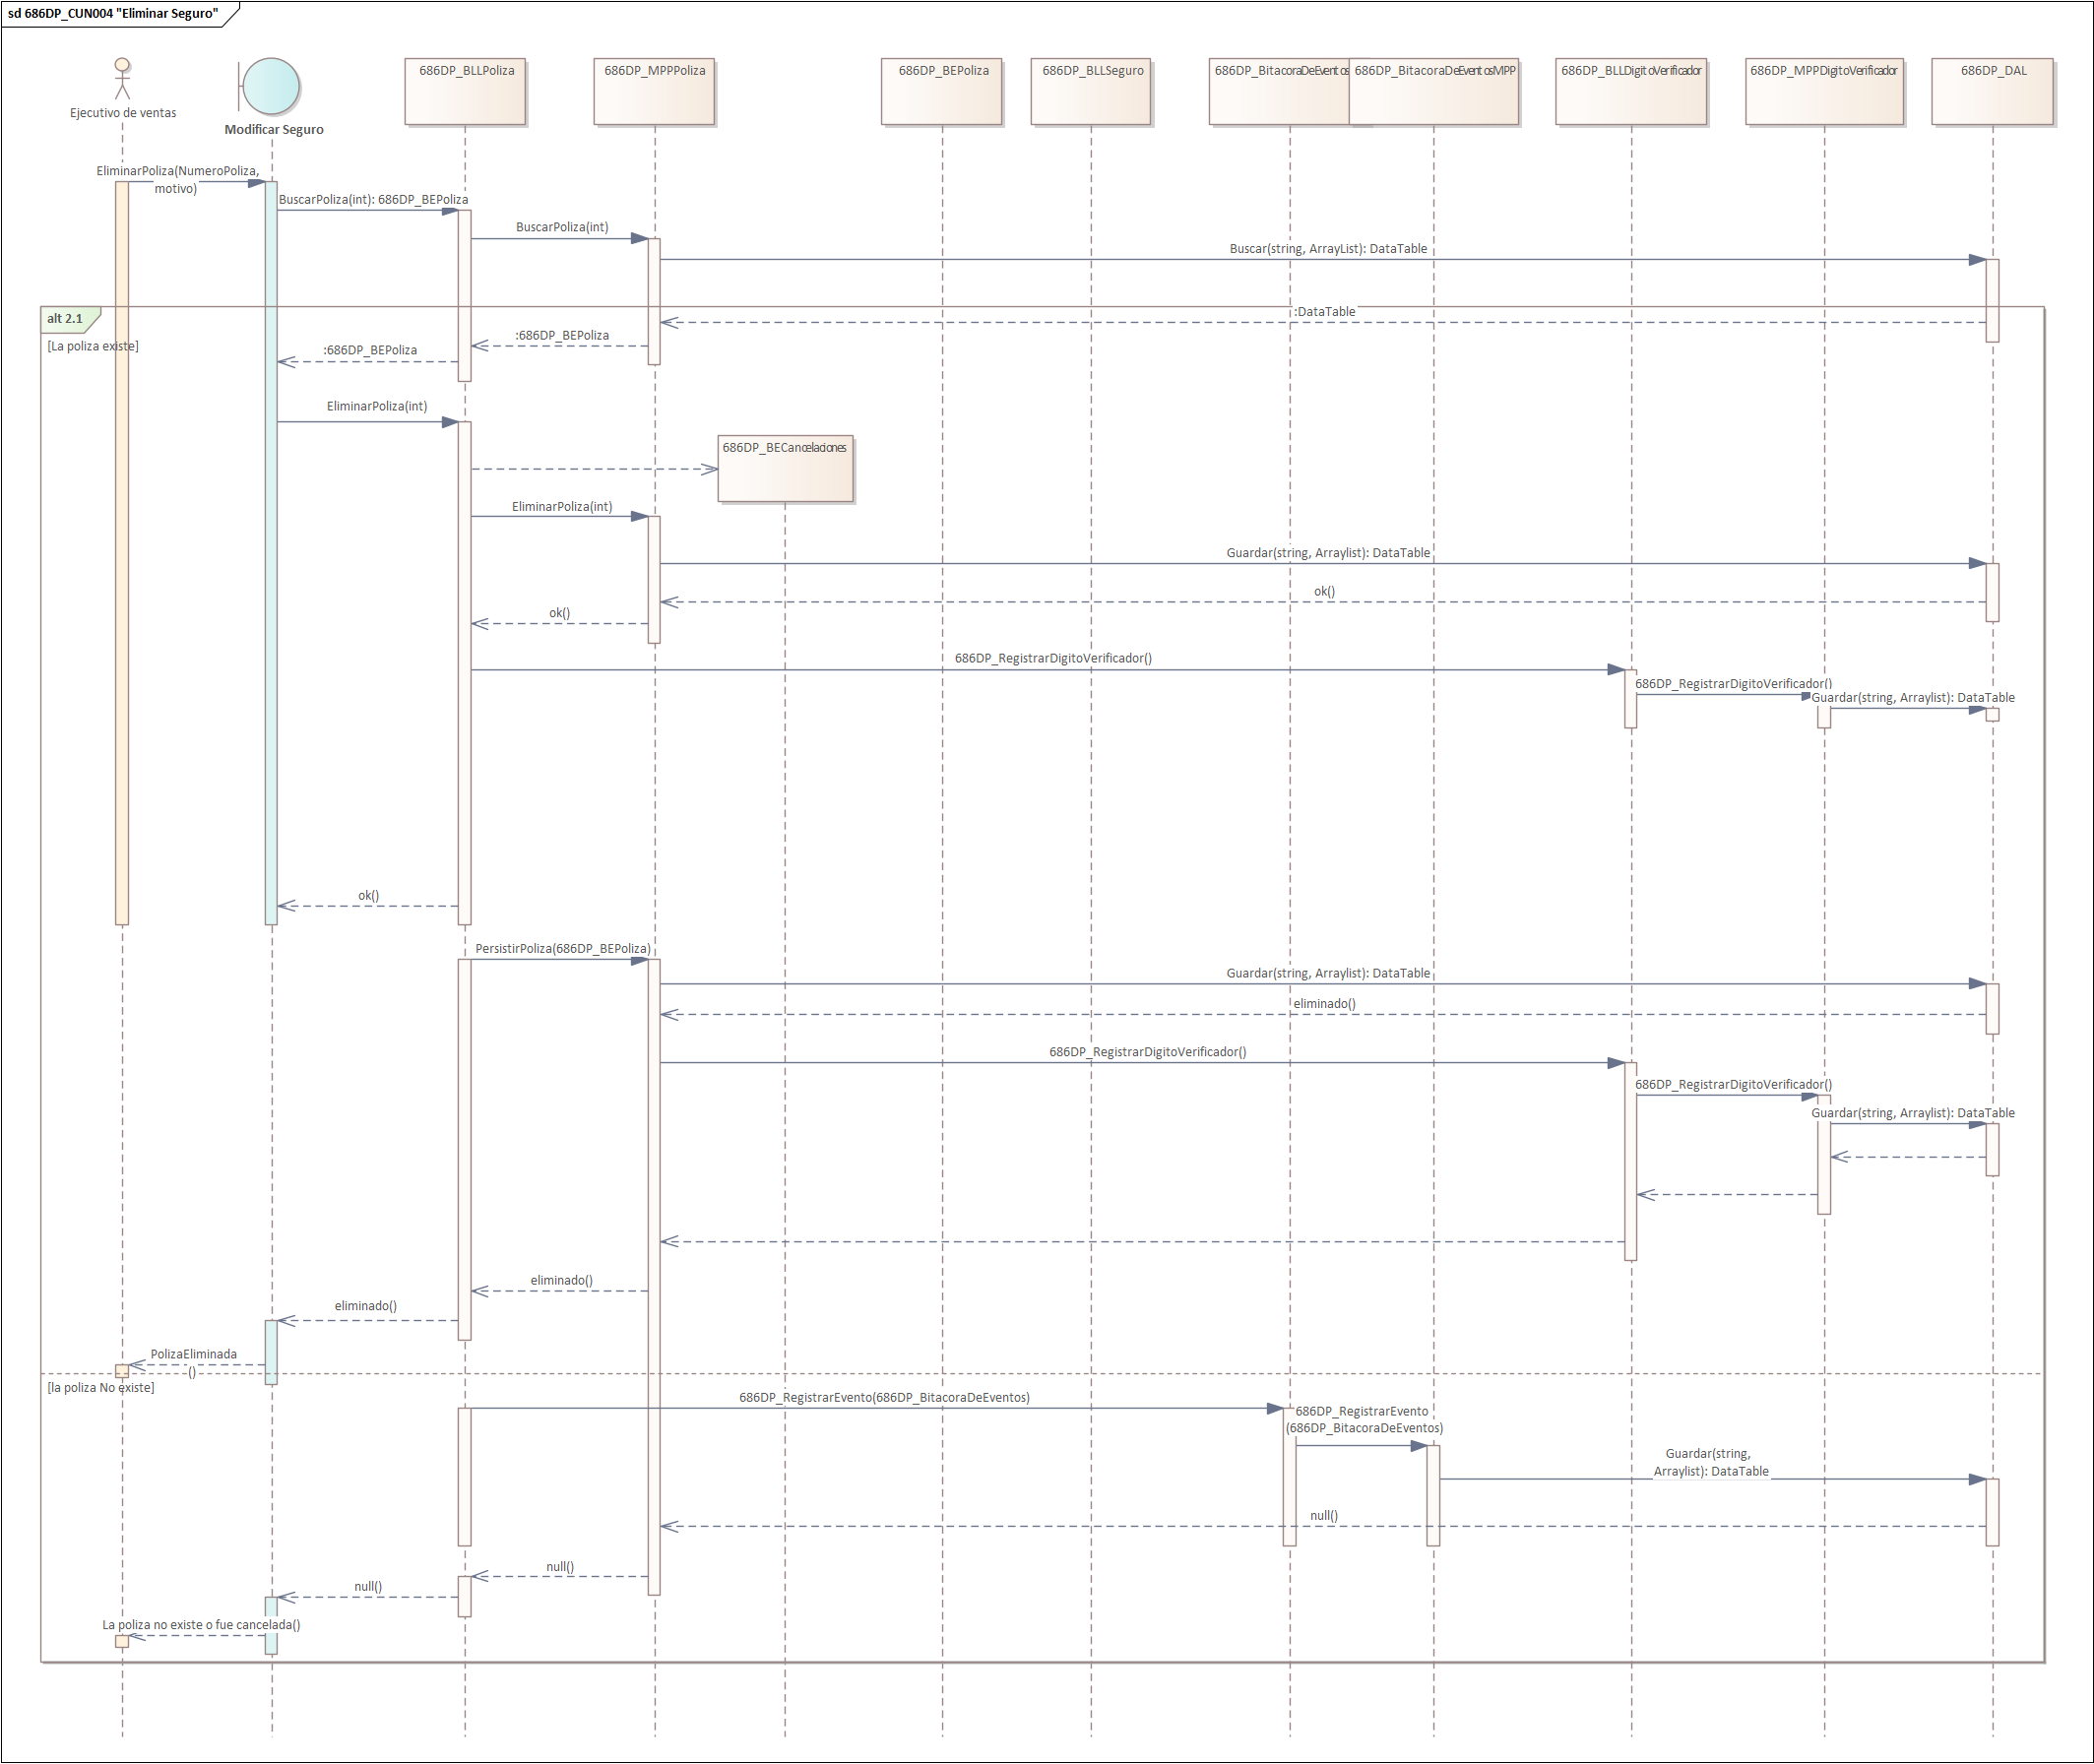 sd 686DP_CUN004 "Eliminar Seguro"
Ejecutivo de ventas
Modificar Seguro
686DP_BLLPoliza
686DP_MPPPoliza
686DP_BEPoliza
686DP_BLLSeguro
686DP_BitacoraDeEventos
686DP_BitacoraDeEventosMPP
686DP_BLLDigitoVerificador
686DP_MPPDigitoVerificador
686DP_DAL
EliminarPoliza(NumeroPoliza,
motivo)
BuscarPoliza(int): 686DP_BEPoliza
BuscarPoliza(int)
Buscar(string, ArrayList): DataTable
alt 2.1
[La poliza existe]
:DataTable
:686DP_BEPoliza
:686DP_BEPoliza
EliminarPoliza(int)
686DP_BECancelaciones
EliminarPoliza(int)
Guardar(string, Arraylist): DataTable
ok()
ok()
686DP_RegistrarDigitoVerificador()
686DP_RegistrarDigitoVerificador()
Guardar(string, Arraylist): DataTable
ok()
PersistirPoliza(686DP_BEPoliza)
Guardar(string, Arraylist): DataTable
eliminado()
686DP_RegistrarDigitoVerificador()
686DP_RegistrarDigitoVerificador()
Guardar(string, Arraylist): DataTable
eliminado()
eliminado()
PolizaEliminada
()
[la poliza No existe]
686DP_RegistrarEvento(686DP_BitacoraDeEventos)
686DP_RegistrarEvento
(686DP_BitacoraDeEventos)
Guardar(string,
Arraylist): DataTable
null()
null()
null()
La poliza no existe o fue cancelada()